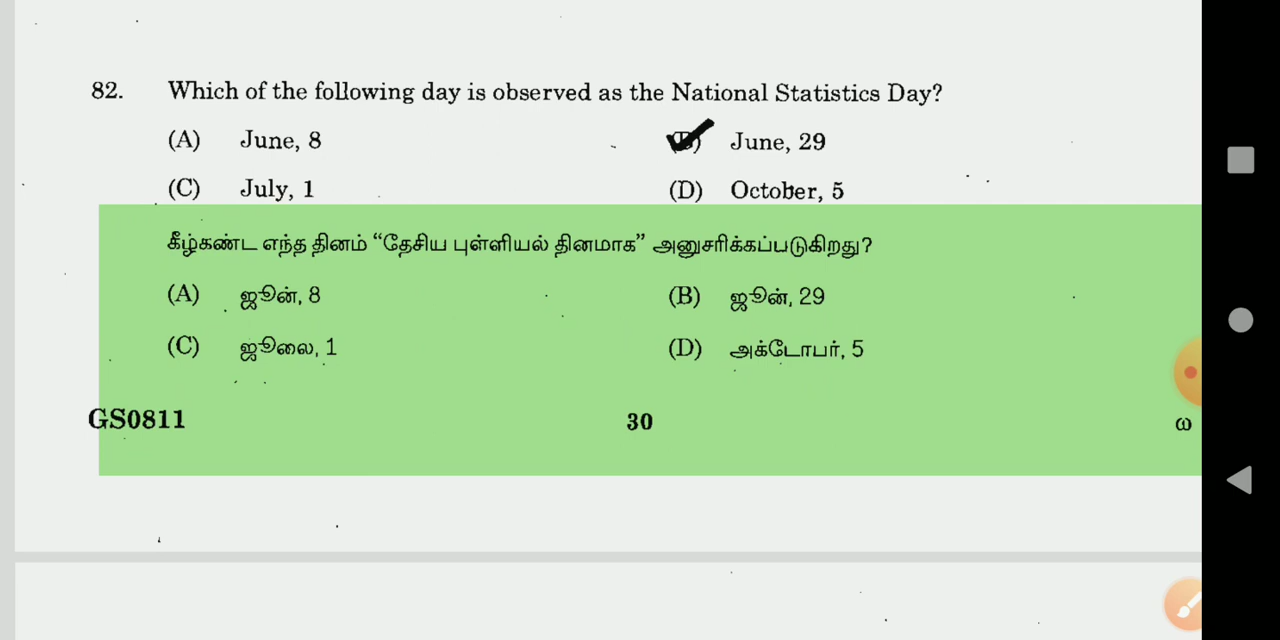 82. Which of the following day is observed as the National Statistics Day?
(A) June, 8 (B) June, 29
(C) July, 1 (D) October, 5
கீழ்கண்ட எந்த தினம் “தேசிய புள்ளியல் தினமாக” அனுசரிக்கப்படுகிறது?
(A) ஜூன், 8 (B) ஜூன், 29
(C) ஜூலை, 1 (D) அக்டோபர், 5
GS0811 30 ω